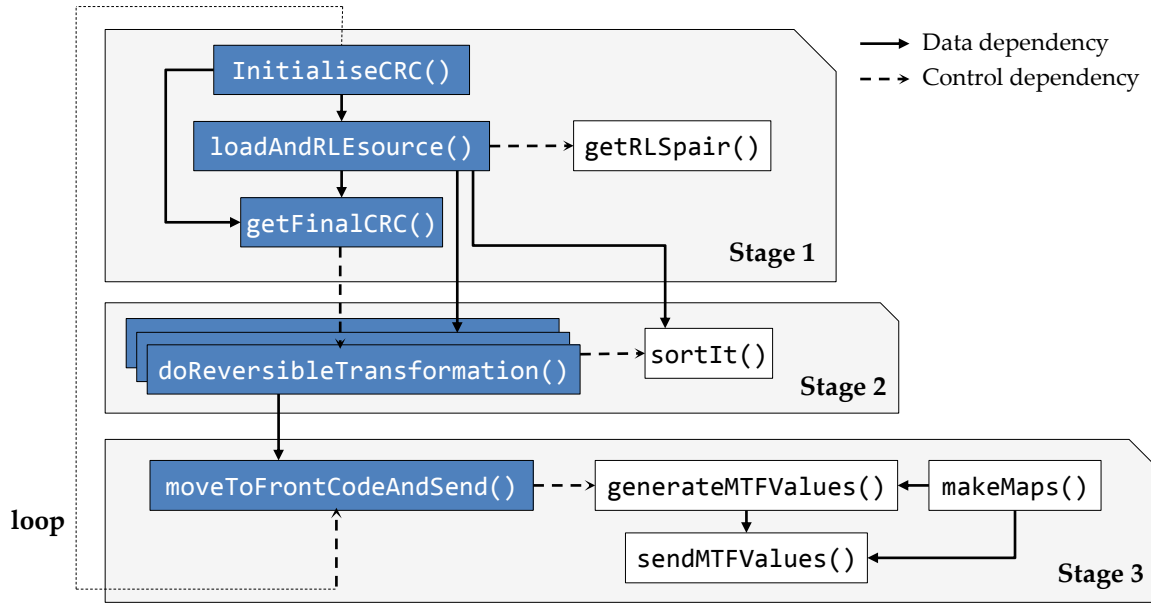 InitialiseCRC()
Data dependency
Control dependency
loadAndRLEsource()
getRLSpair()
getFinalCRC()
Stage 1
doReversibleTransformation()
sortIt()
Stage 2
moveToFrontCodeAndSend()
generateMTFValues()
makeMaps()
loop
sendMTFValues()
Stage 3